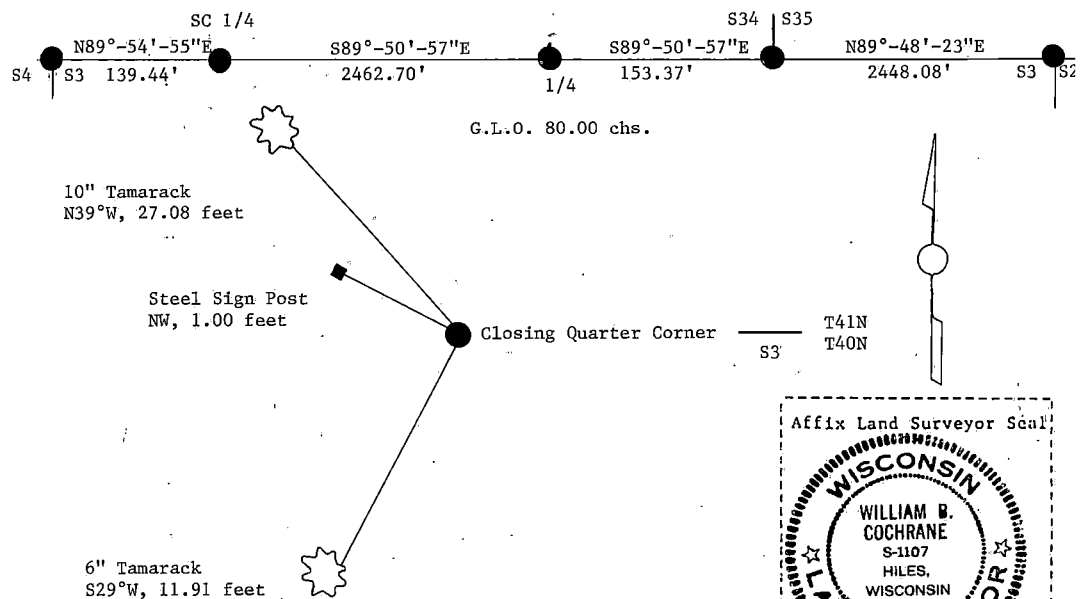 SC 1/4
S34 S35
N89°-54'-55"E S89°-50'-57"E S89°-50'-57"E N89°-48'-23"E
S4 S3 139.44' 2462.70' 153.37' 2448.08' S3 S2
1/4
G.L.O. 80.00 chs.
10" Tamarack
N39°W, 27.08 feet
Steel Sign Post
NW, 1.00 feet
Closing Quarter Corner
S3
T41N
T40N
6" Tamarack
S29°W, 11.91 feet
Affix Land Surveyor Seal
WISCONSIN
WILLIAM B.
COCHRANE
S-1107
HILES,
WISCONSIN